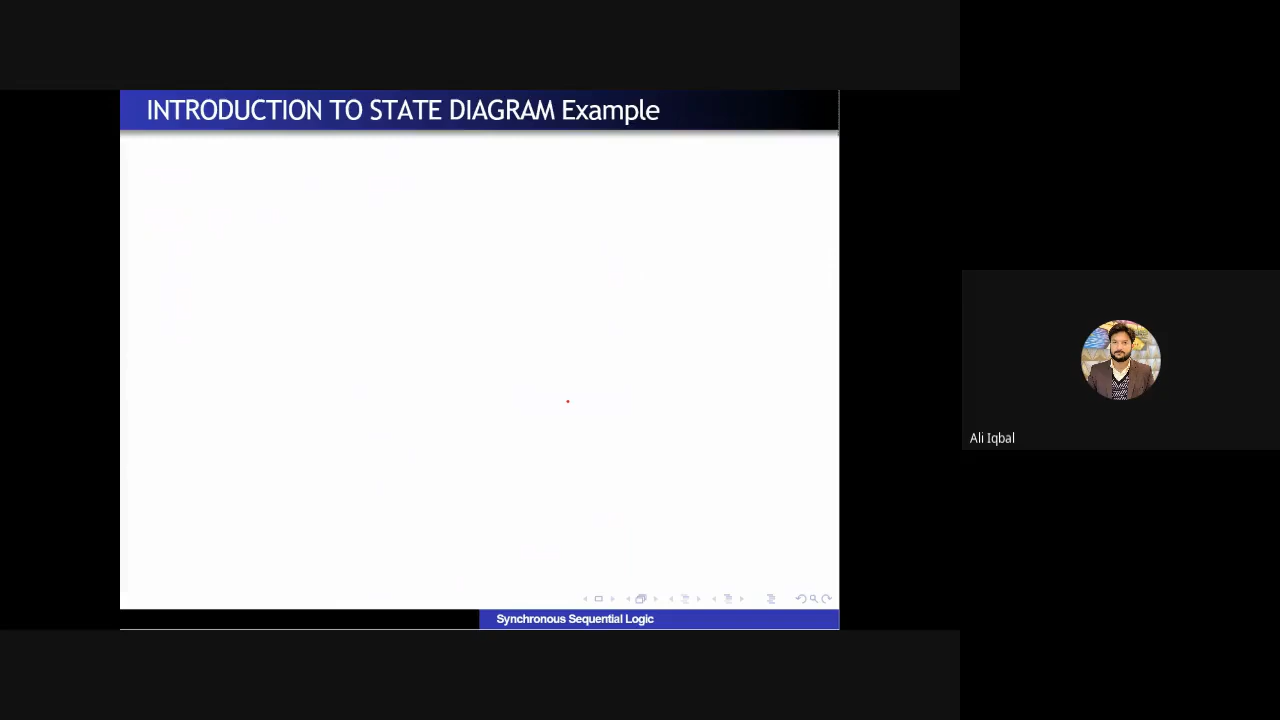 INTRODUCTION TO STATE DIAGRAM Example
Ali Iqbal
Synchronous Sequential Logic